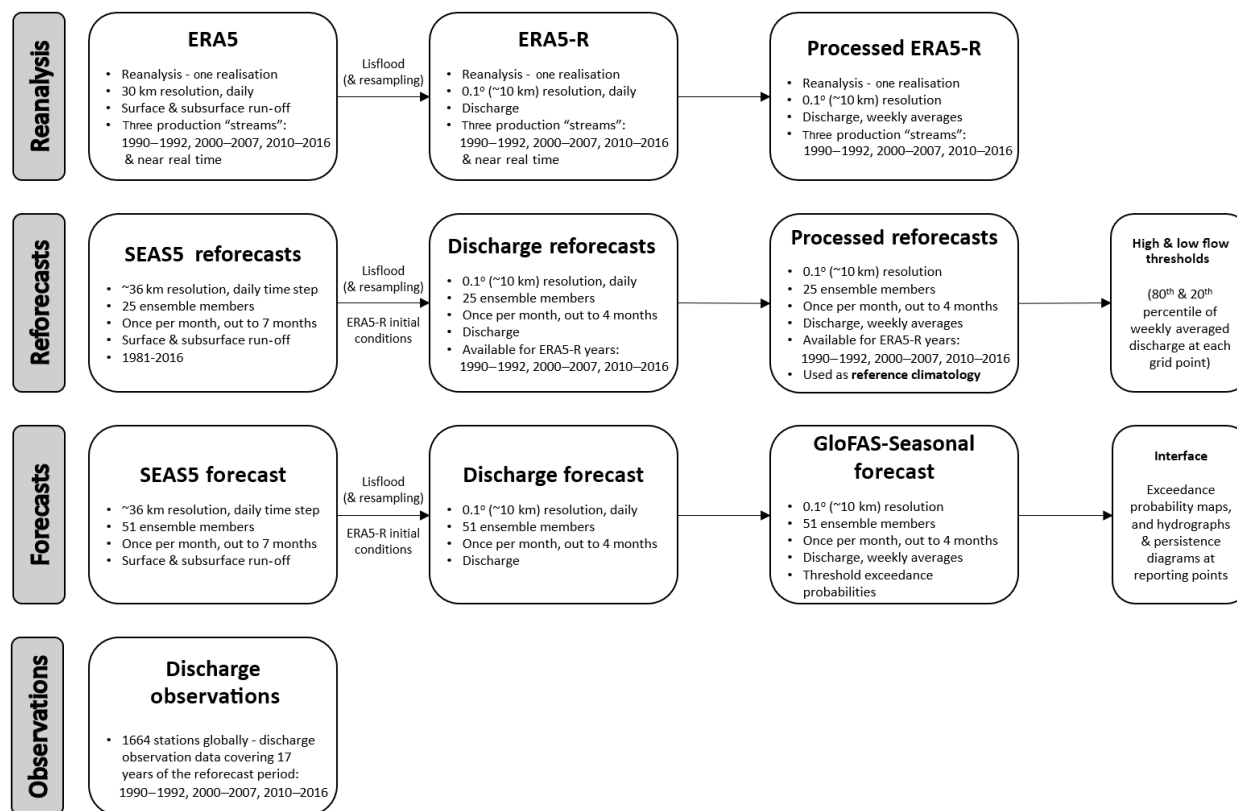 Reanalysis
ERA5
• Reanalysis - one realisation
• 30 km resolution, daily
• Surface & subsurface run-off
• Three production “streams”:
1990–1992, 2000–2007, 2010–2016
& near real time
Lisflood
(& resampling)
ERA5-R
• Reanalysis - one realisation
• 0.1° (~10 km) resolution, daily
• Discharge
• Three production “streams”:
1990–1992, 2000–2007, 2010–2016
& near real time
Processed ERA5-R
• Reanalysis - one realisation
• 0.1° (~10 km) resolution
• Discharge, weekly averages
• Three production “streams”:
1990–1992, 2000–2007, 2010–2016
Reforecasts
SEAS5 reforecasts
• ~36 km resolution, daily time step
• 25 ensemble members
• Once per month, out to 7 months
• Surface & subsurface run-off
• 1981-2016
Lisflood
(& resampling)
ERA5-R initial
conditions
Discharge reforecasts
• 0.1° (~10 km) resolution, daily
• 25 ensemble members
• Once per month, out to 4 months
• Discharge
• Available for ERA5-R years:
1990–1992, 2000–2007, 2010–2016
Processed reforecasts
• 0.1° (~10 km) resolution
• 25 ensemble members
• Once per month, out to 4 months
• Discharge, weekly averages
• Available for ERA5-R years:
1990–1992, 2000–2007, 2010–2016
• Used as reference climatology
High & low flow
thresholds
(80th & 20th
percentile of
weekly averaged
discharge at each
grid point)
Forecasts
SEAS5 forecast
• ~36 km resolution, daily time step
• 51 ensemble members
• Once per month, out to 7 months
• Surface & subsurface run-off
Lisflood
(& resampling)
ERA5-R initial
conditions
Discharge forecast
• 0.1° (~10 km) resolution, daily
• 51 ensemble members
• Once per month, out to 4 months
• Discharge
GloFAS-Seasonal
forecast
• 0.1° (~10 km) resolution
• 51 ensemble members
• Once per month, out to 4 months
• Discharge, weekly averages
• Threshold exceedance
probabilities
Interface
Exceedance
probability maps,
and hydrographs
& persistence
diagrams at
reporting points
Observations
Discharge
observations
• 1664 stations globally - discharge
observation data covering 17
years of the reforecast period:
1990–1992, 2000–2007, 2010–2016